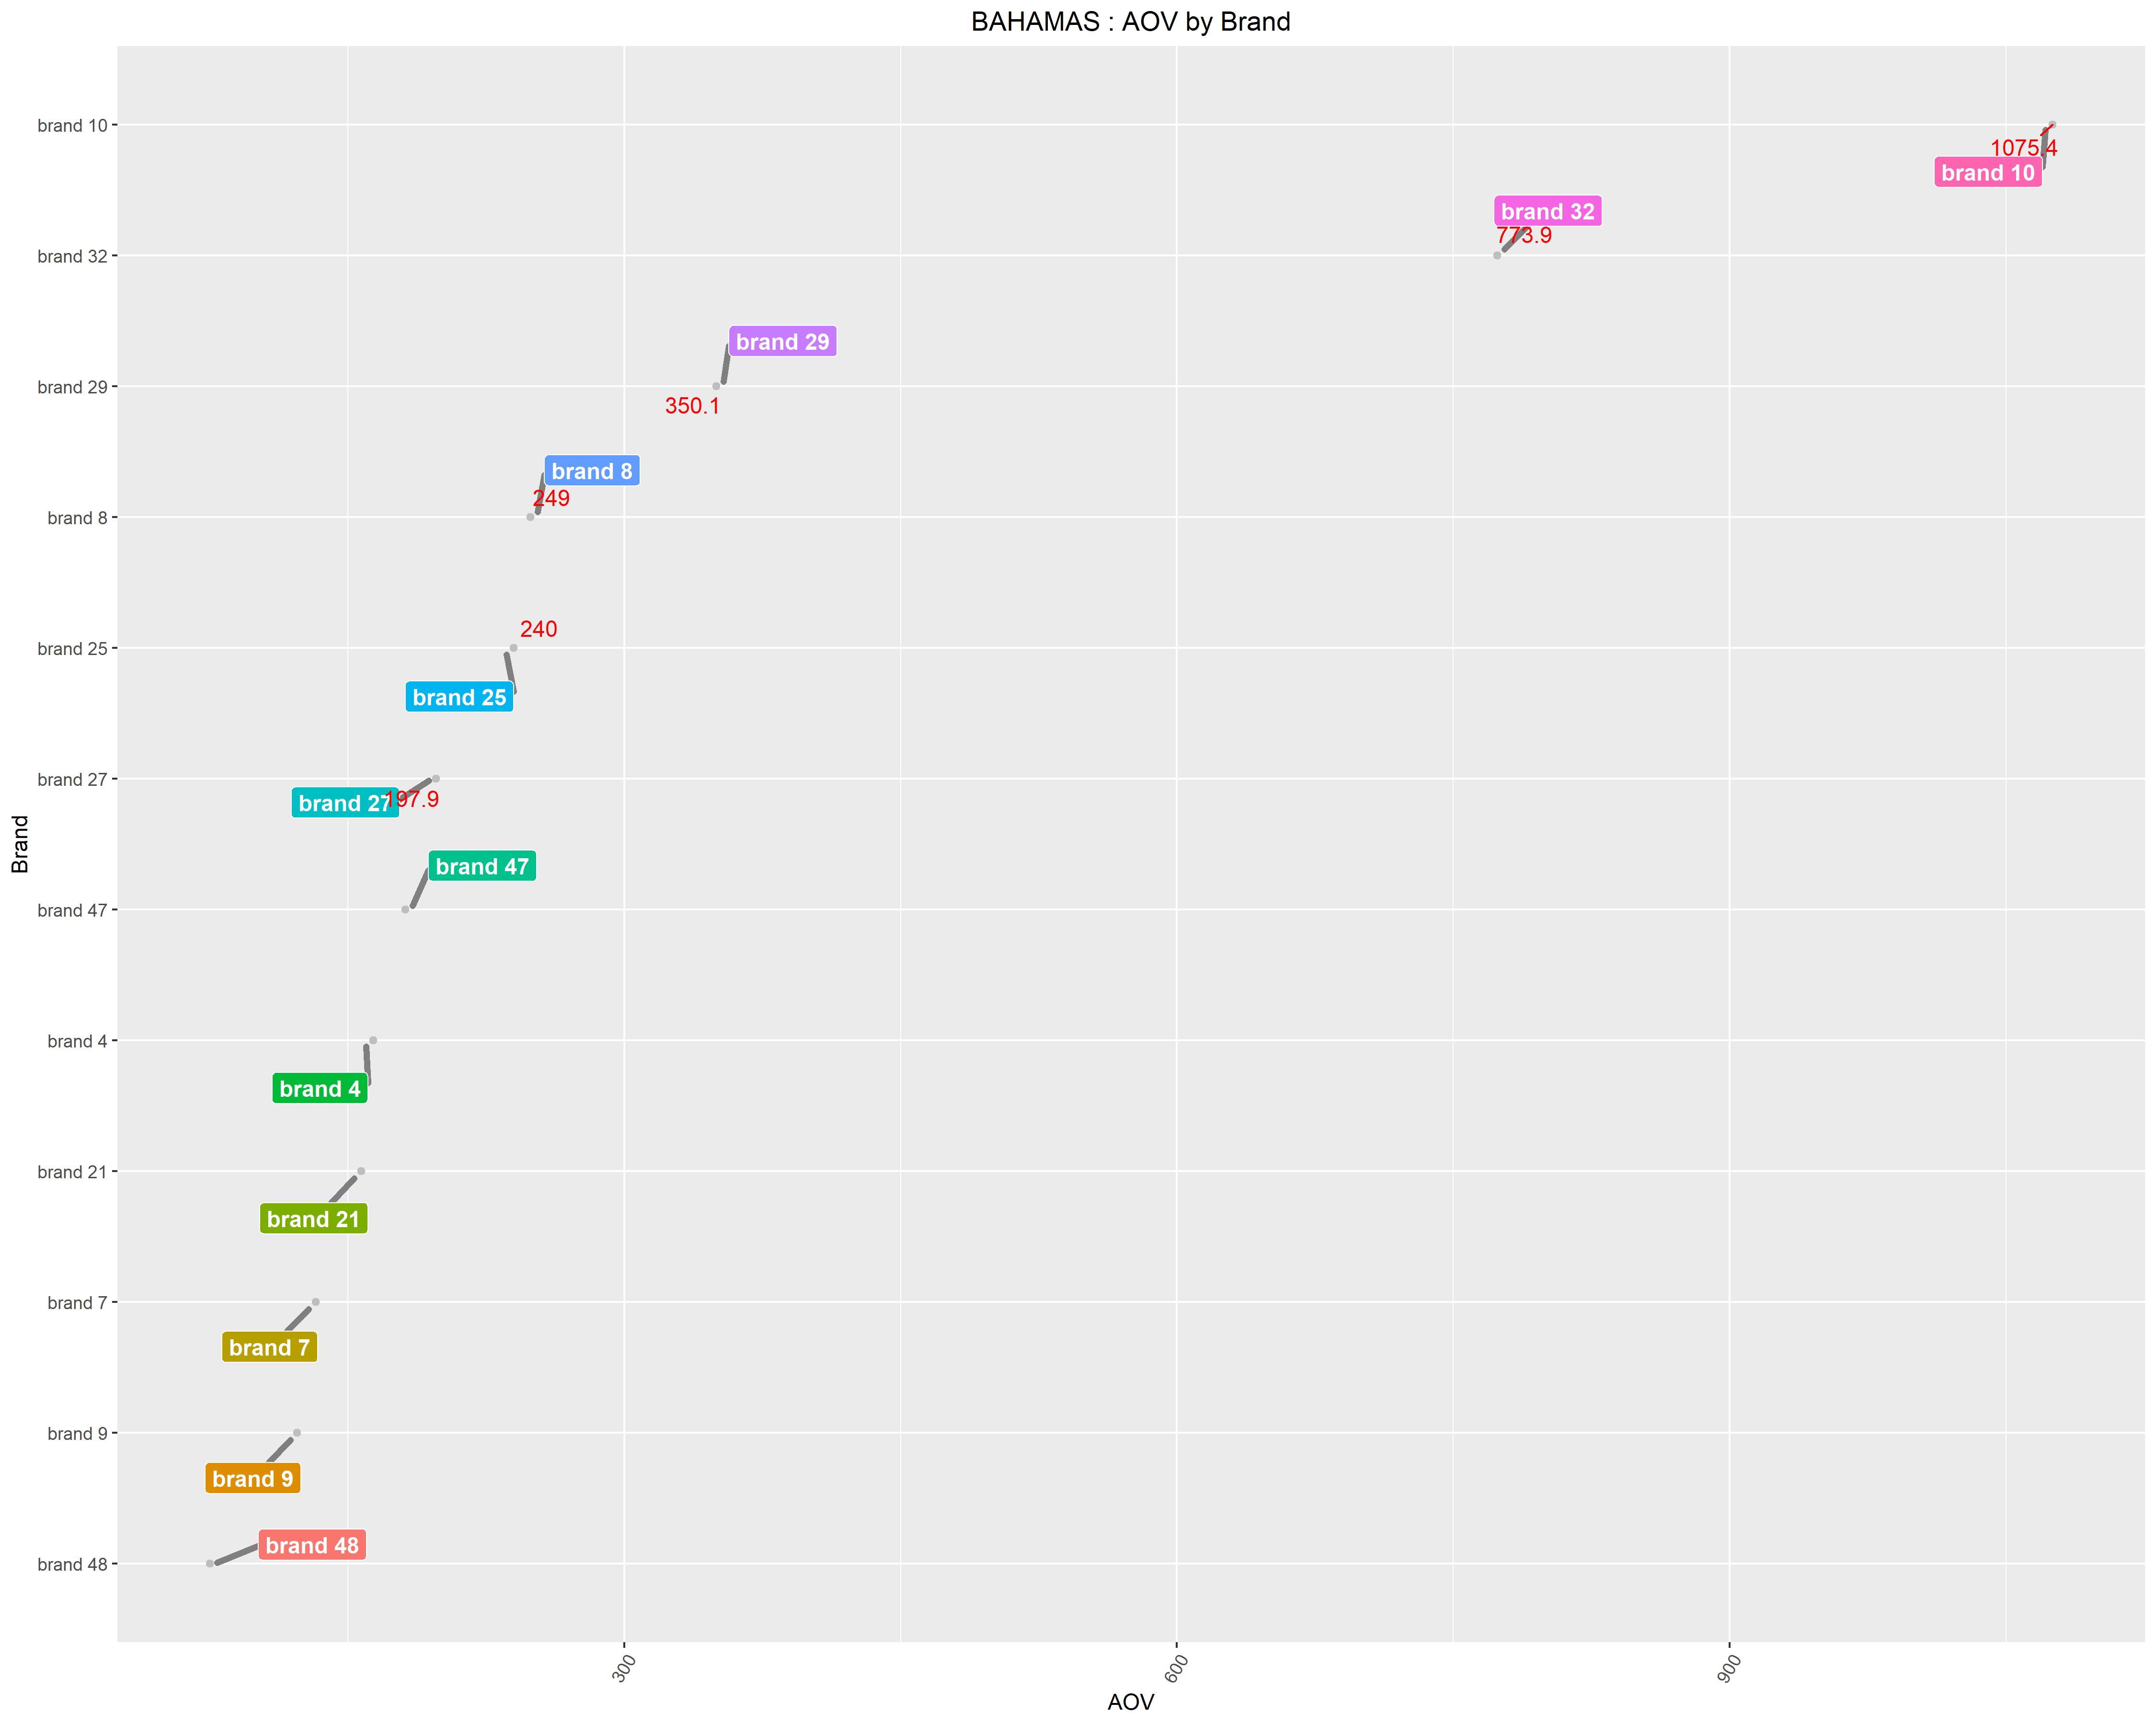 BAHAMAS : AOV by Brand
brand 10
1075.4
brand 10
brand 32
773.9
brand 32
brand 29
brand 29
350.1
brand 8
249
brand 8
240
brand 25
brand 25
brand 27
brand 27
197.9
brand 47
brand 47
brand 4
brand 4
brand 21
brand 21
brand 7
brand 7
brand 9
brand 9
brand 48
brand 48
Brand
300
600
900
AOV